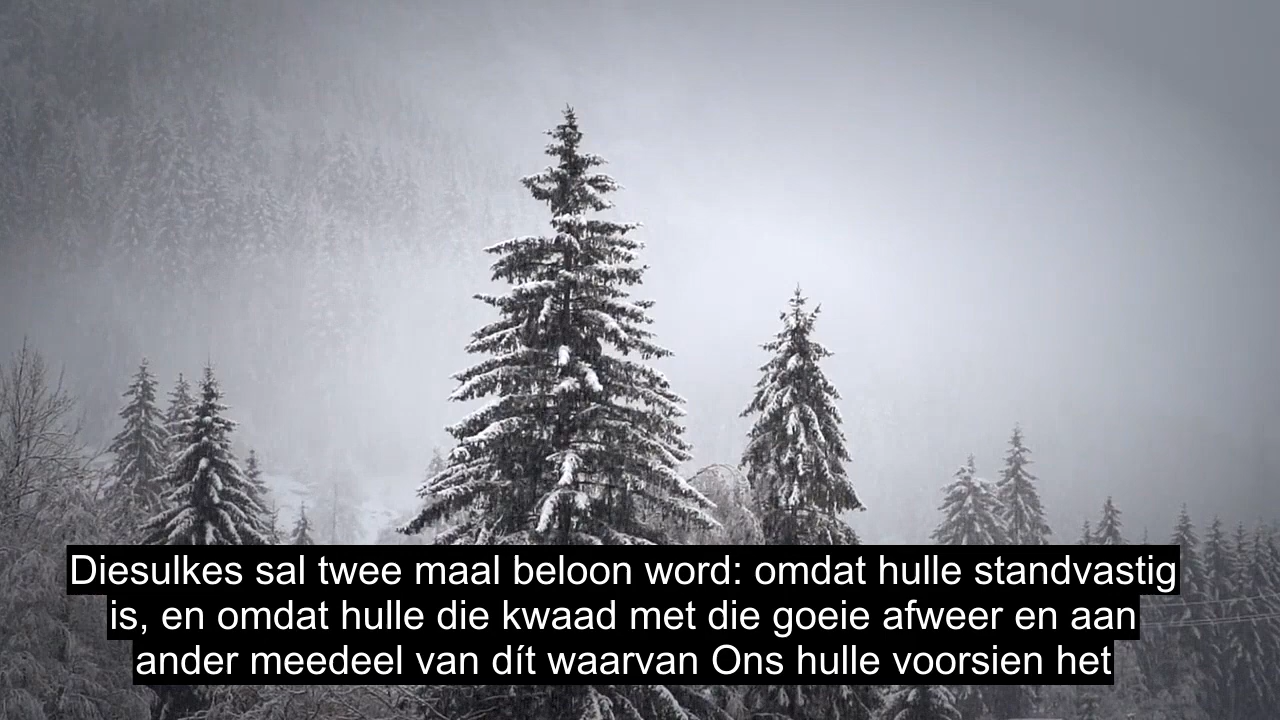 Diesulkes sal twee maal beloon word: omdat hulle standvastig
is, en omdat hulle die kwaad met die goeie afweer en aan
ander meedeel van dít waarvan Ons hulle voorsien het